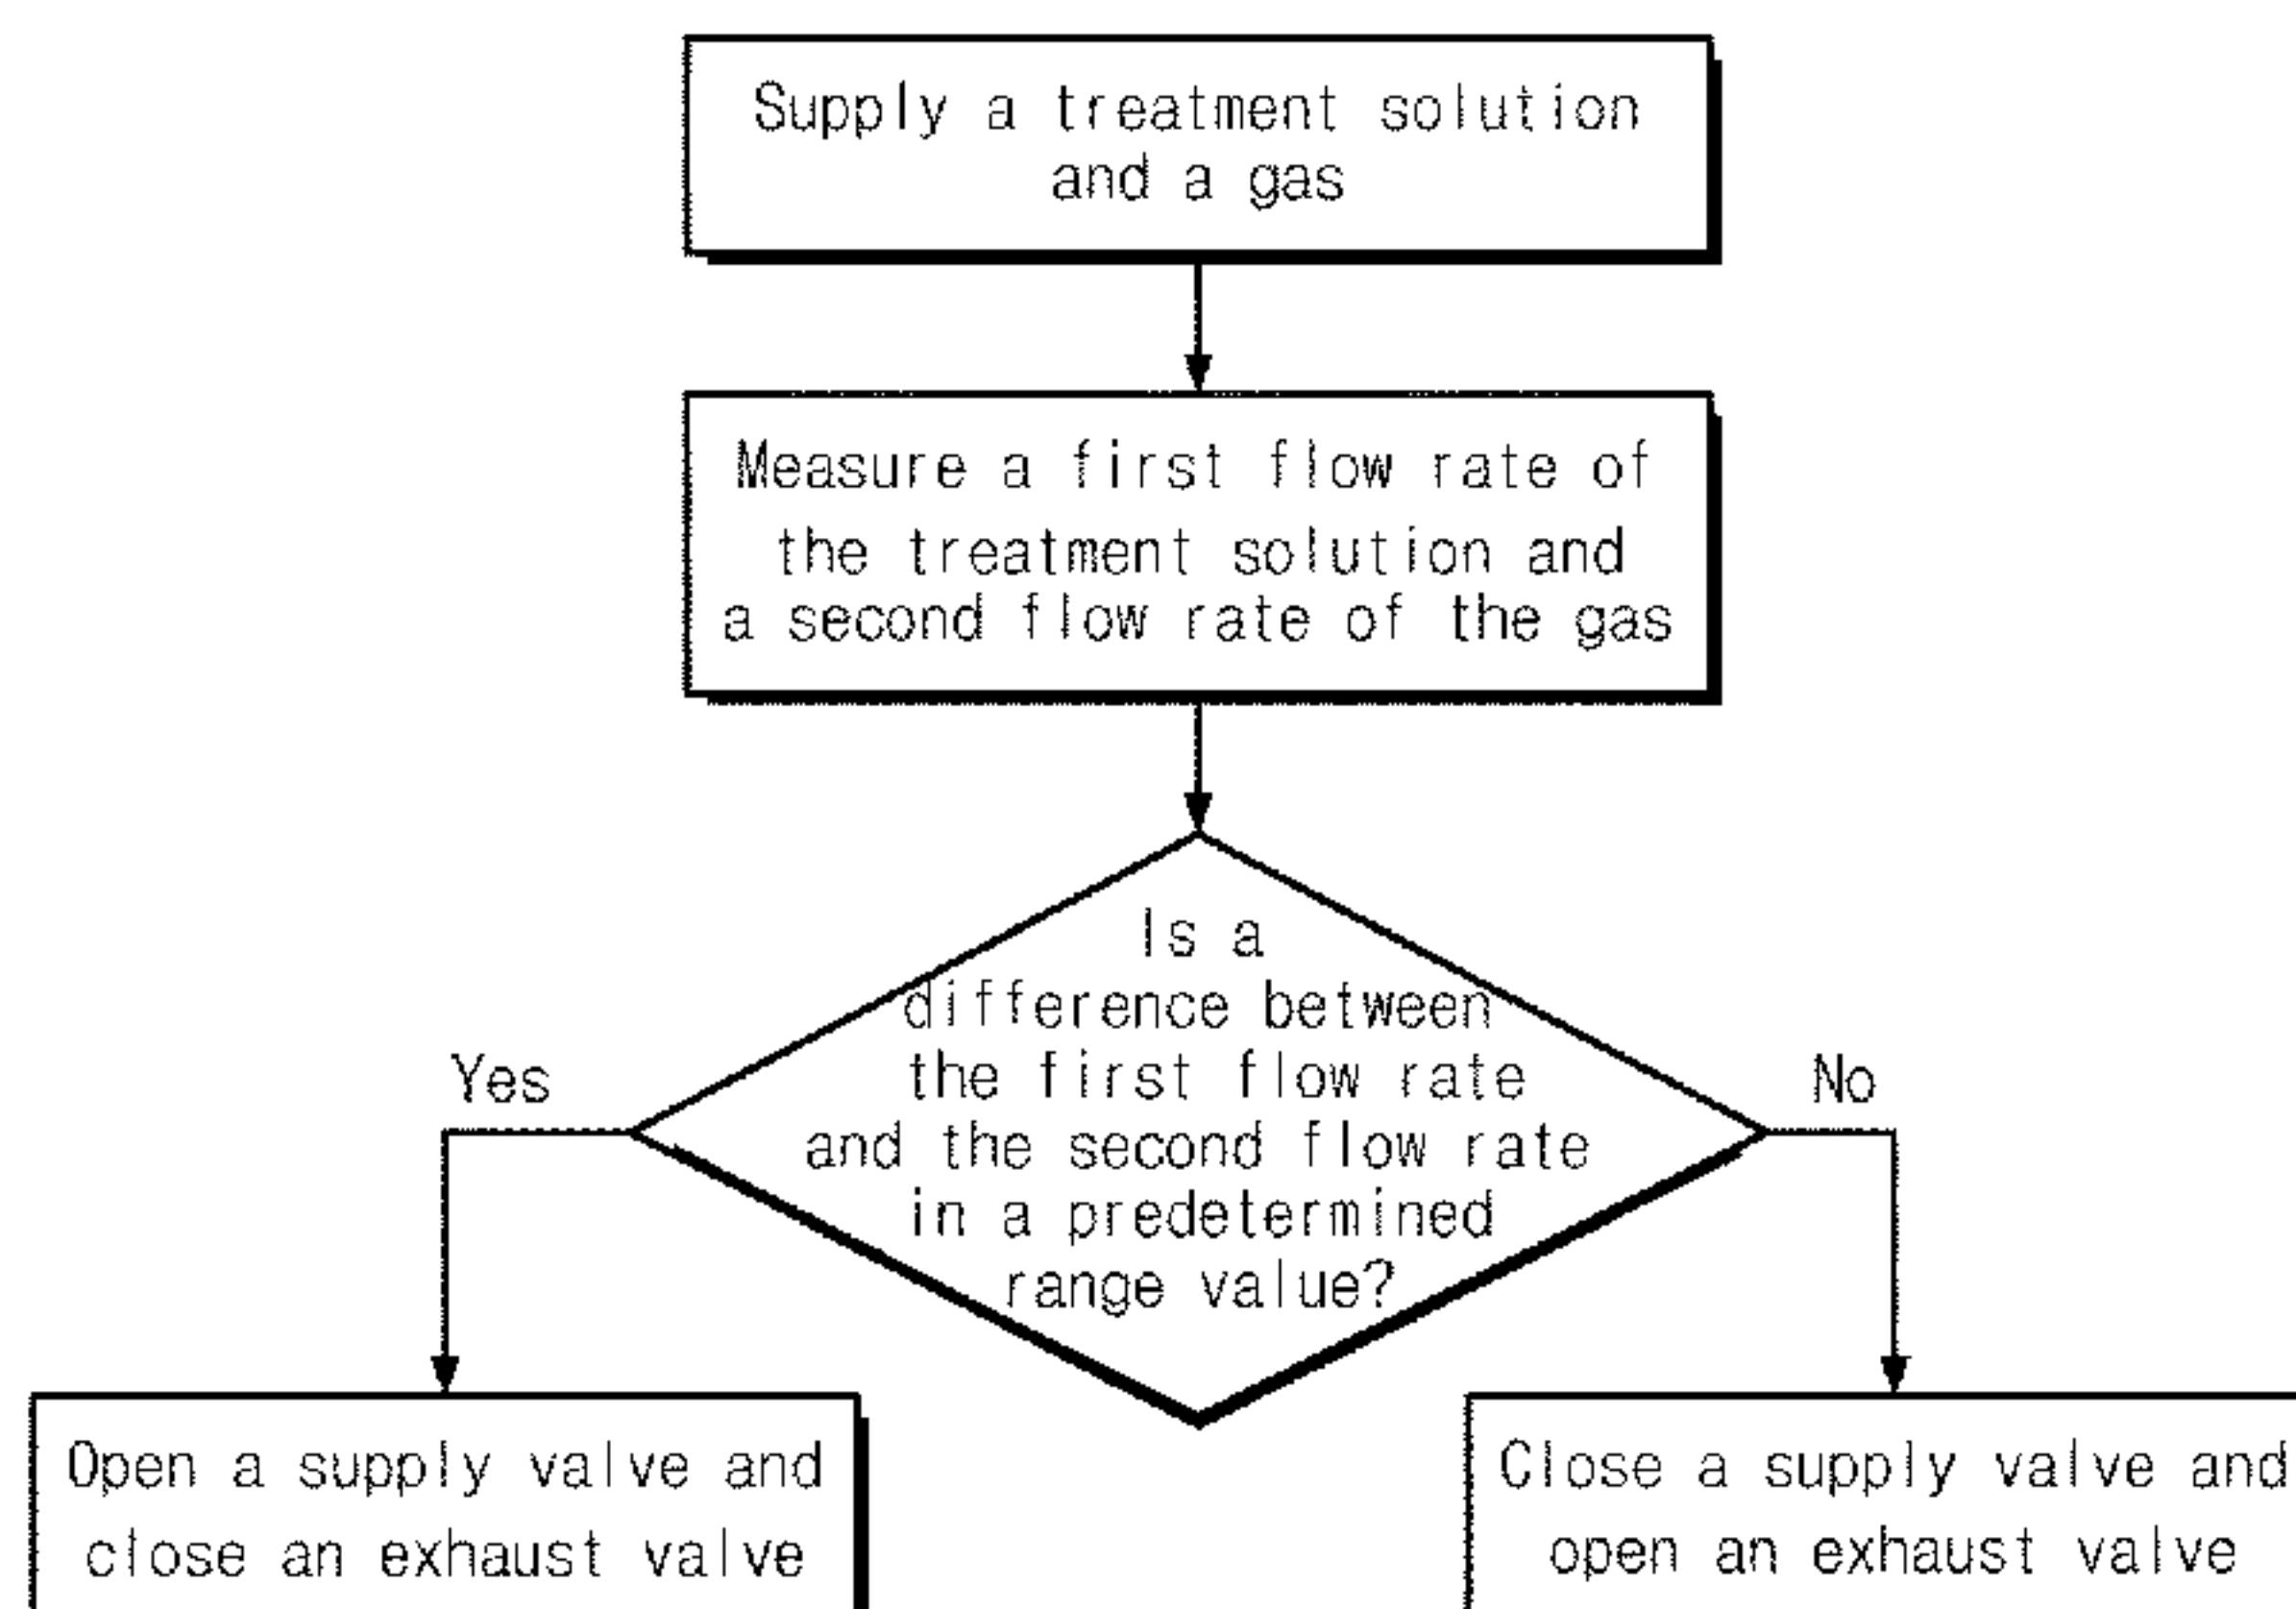 Supply a treatment solution
and a gas
Measure a first flow rate of
the treatment solution and
a second flow rate of the gas
Is a
difference between
the first flow rate
and the second flow rate
in a predetermined
range value?
Yes
No
Open a supply valve and
close an exhaust valve
Close a supply valve and
open an exhaust valve